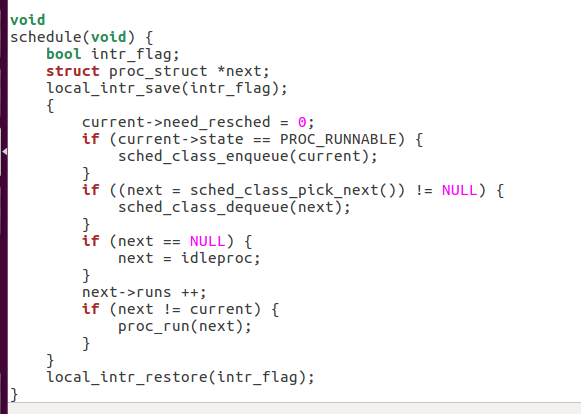 void
schedule(void) {
    bool intr_flag;
    struct proc_struct *next;
    local_intr_save(intr_flag);
    {
        current->need_resched = 0;
        if (current->state == PROC_RUNNABLE) {
            sched_class_enqueue(current);
        }
        if ((next = sched_class_pick_next()) != NULL) {
            sched_class_dequeue(next);
        }
        if (next == NULL) {
            next = idleproc;
        }
        next->runs ++;
        if (next != current) {
            proc_run(next);
        }
    }
    local_intr_restore(intr_flag);
}